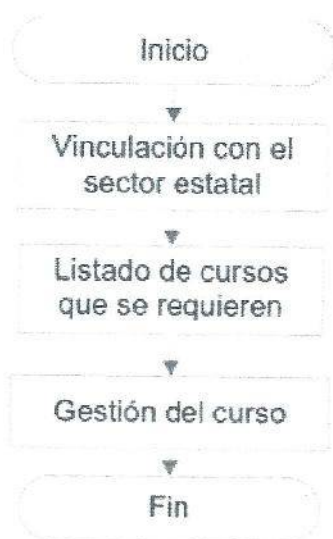 Inicio
Vinculación con el
sector estatal
Listado de cursos
que se requieren
Gestión del curso
Fin